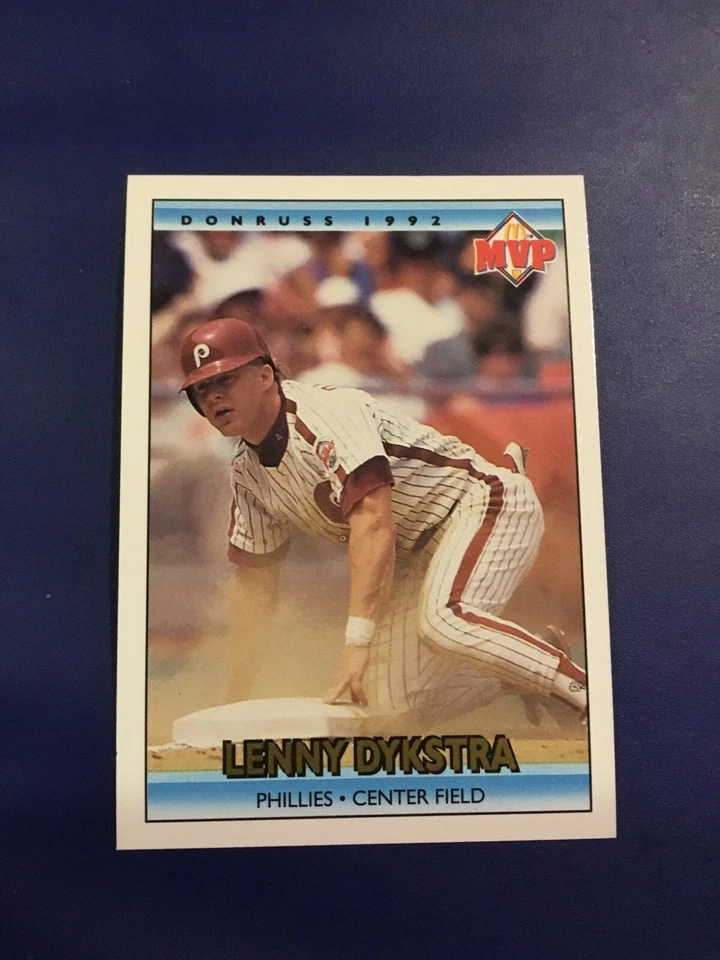 DONRUSS 1992
MVP
P
LENNY DYKSTRA
PHILLIES • CENTER FIELD